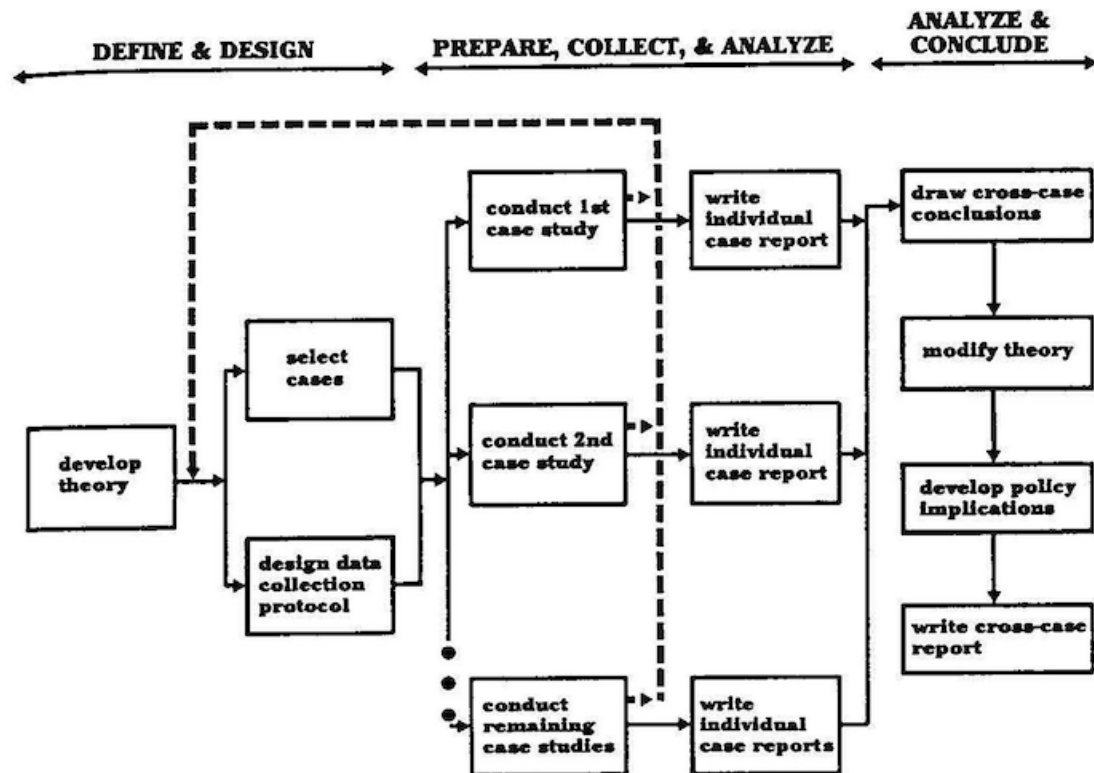 DEFINE & DESIGN
PREPARE, COLLECT, & ANALYZE
ANALYZE &
CONCLUDE
develop
theory
select
cases
design data
collection
protocol
conduct 1st
case study
write
individual
case report
conduct 2nd
case study
write
individual
case report
conduct
remaining
case studies
write
individual
case reports
draw cross-case
conclusions
modify theory
develop policy
implications
write cross-case
report